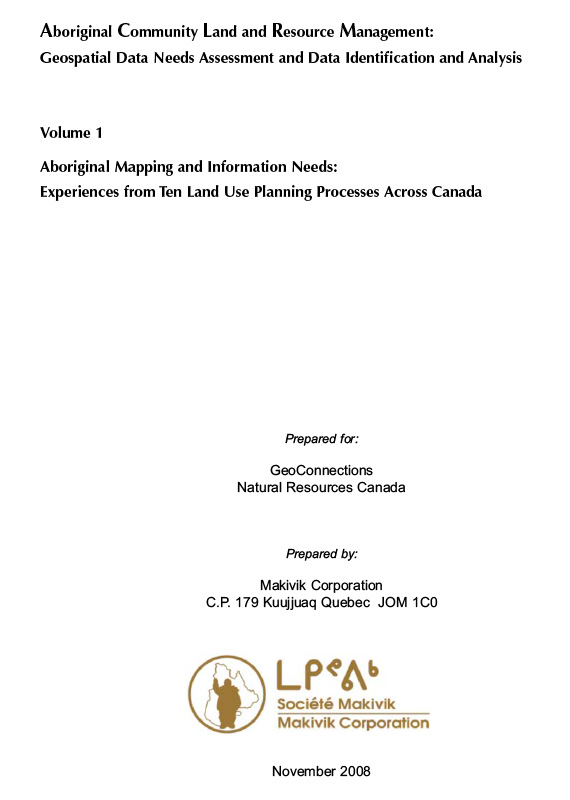 Aboriginal Community Land and Resource Management:
Geospatial Data Needs Assessment and Data Identification and Analysis
Volume 1
Aboriginal Mapping and Information Needs:
Experiences from Ten Land Use Planning Processes Across Canada
Prepared for:
GeoConnections
Natural Resources Canada
Prepared by:
Makivik Corporation
C.P. 179 Kuujjuaq Quebec JOM 1C0
ᒪᑭᕝᕕᒃ
Société Makivik
Makivik Corporation
November 2008